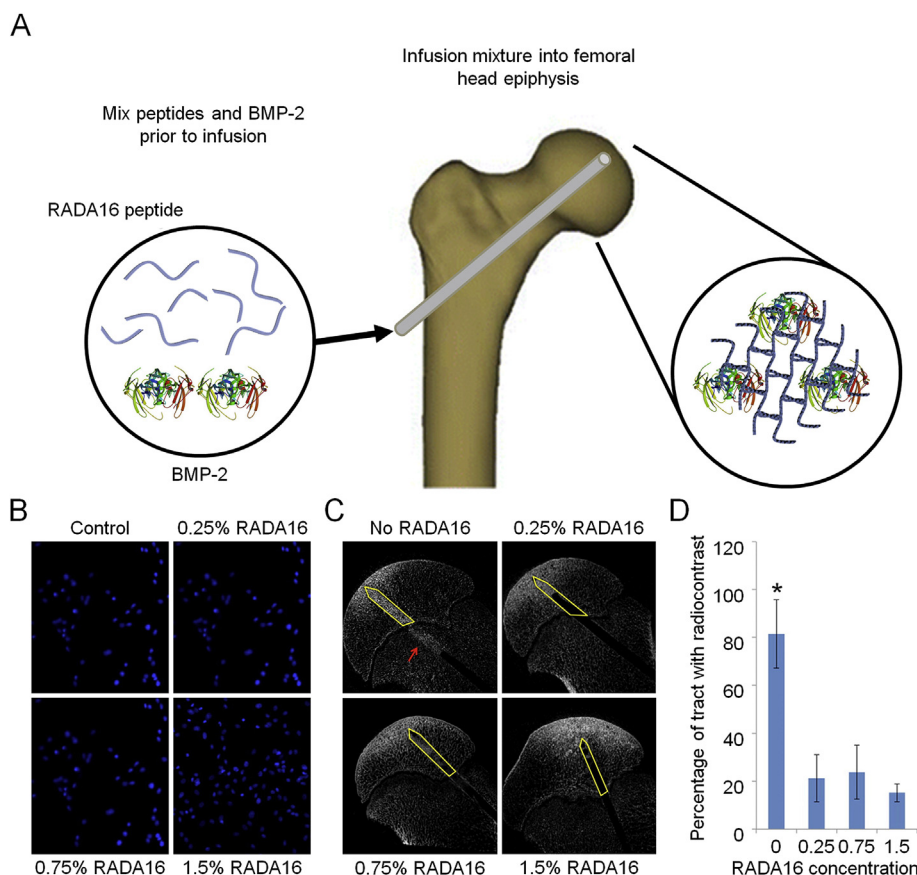 A
Infusion mixture into femoral
head epiphysis
Mix peptides and BMP-2
prior to infusion
RADA16 peptide
BMP-2
B
Control
0.25% RADA16
0.75% RADA16
1.5% RADA16
C
No RADA16
0.25% RADA16
0.75% RADA16
1.5% RADA16
D
Percentage of tract with radiocontrast
120
100
80
60
40
20
0
*
0
0.25
0.75
1.5
RADA16 concentration